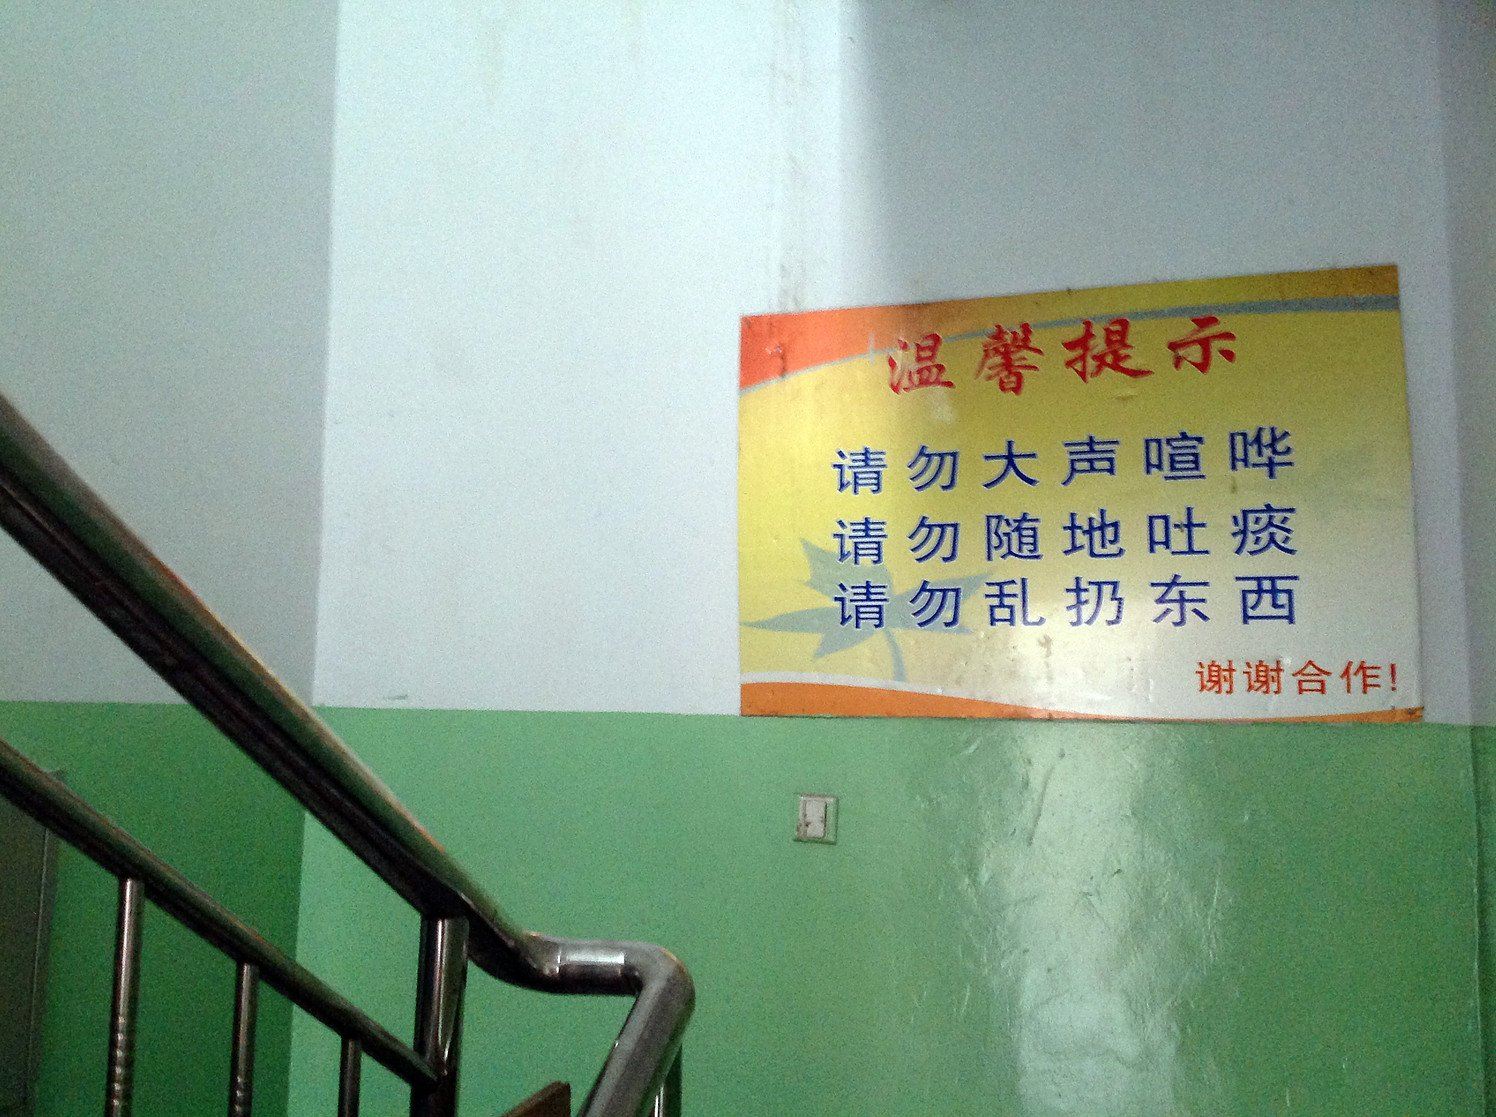 温馨提示
请勿大声喧哗
请勿随地吐痰
请勿乱扔东西
谢谢合作!